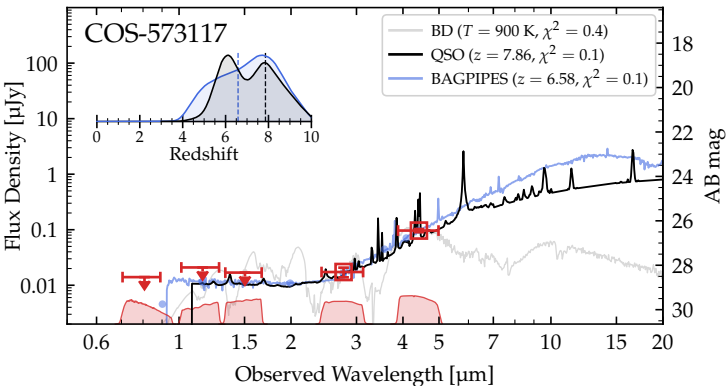 COS-573117
BD (T = 900 K, χ² = 0.4)
QSO (z = 7.86, χ² = 0.1)
BAGPIPES (z = 6.58, χ² = 0.1)
0 2 4 6 8 10
Redshift
100
10
1
0.1
0.01
Flux Density [μJy]
18
20
22
24
26
28
30
AB mag
0.6 1 1.5 2 3 4 5 7 10 15 20
Observed Wavelength [μm]